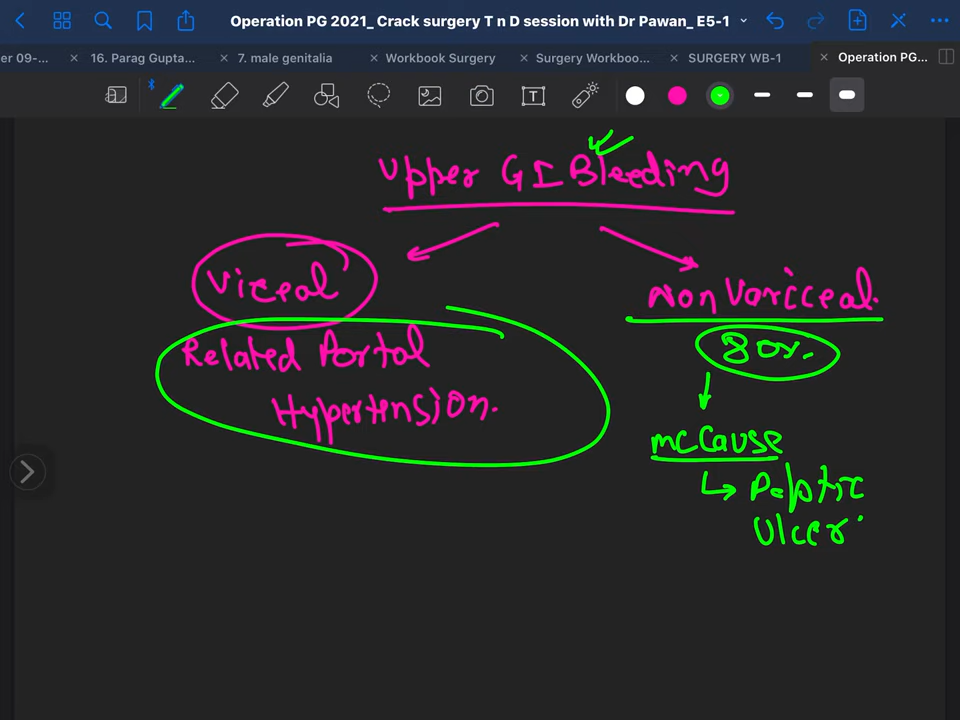 Operation PG 2021_ Crack surgery T n D session with Dr Pawan_ E5-1
er 09-...
16. Parag Gupta...
7. male genitalia
Workbook Surgery
Surgery Workboo...
SURGERY WB-1
Operation PG...
T
Upper GI Bleeding
Viceal
Non Variceal.
Related Portal
Hypertension.
80%.
mc Cause
Peptic
Ulcer